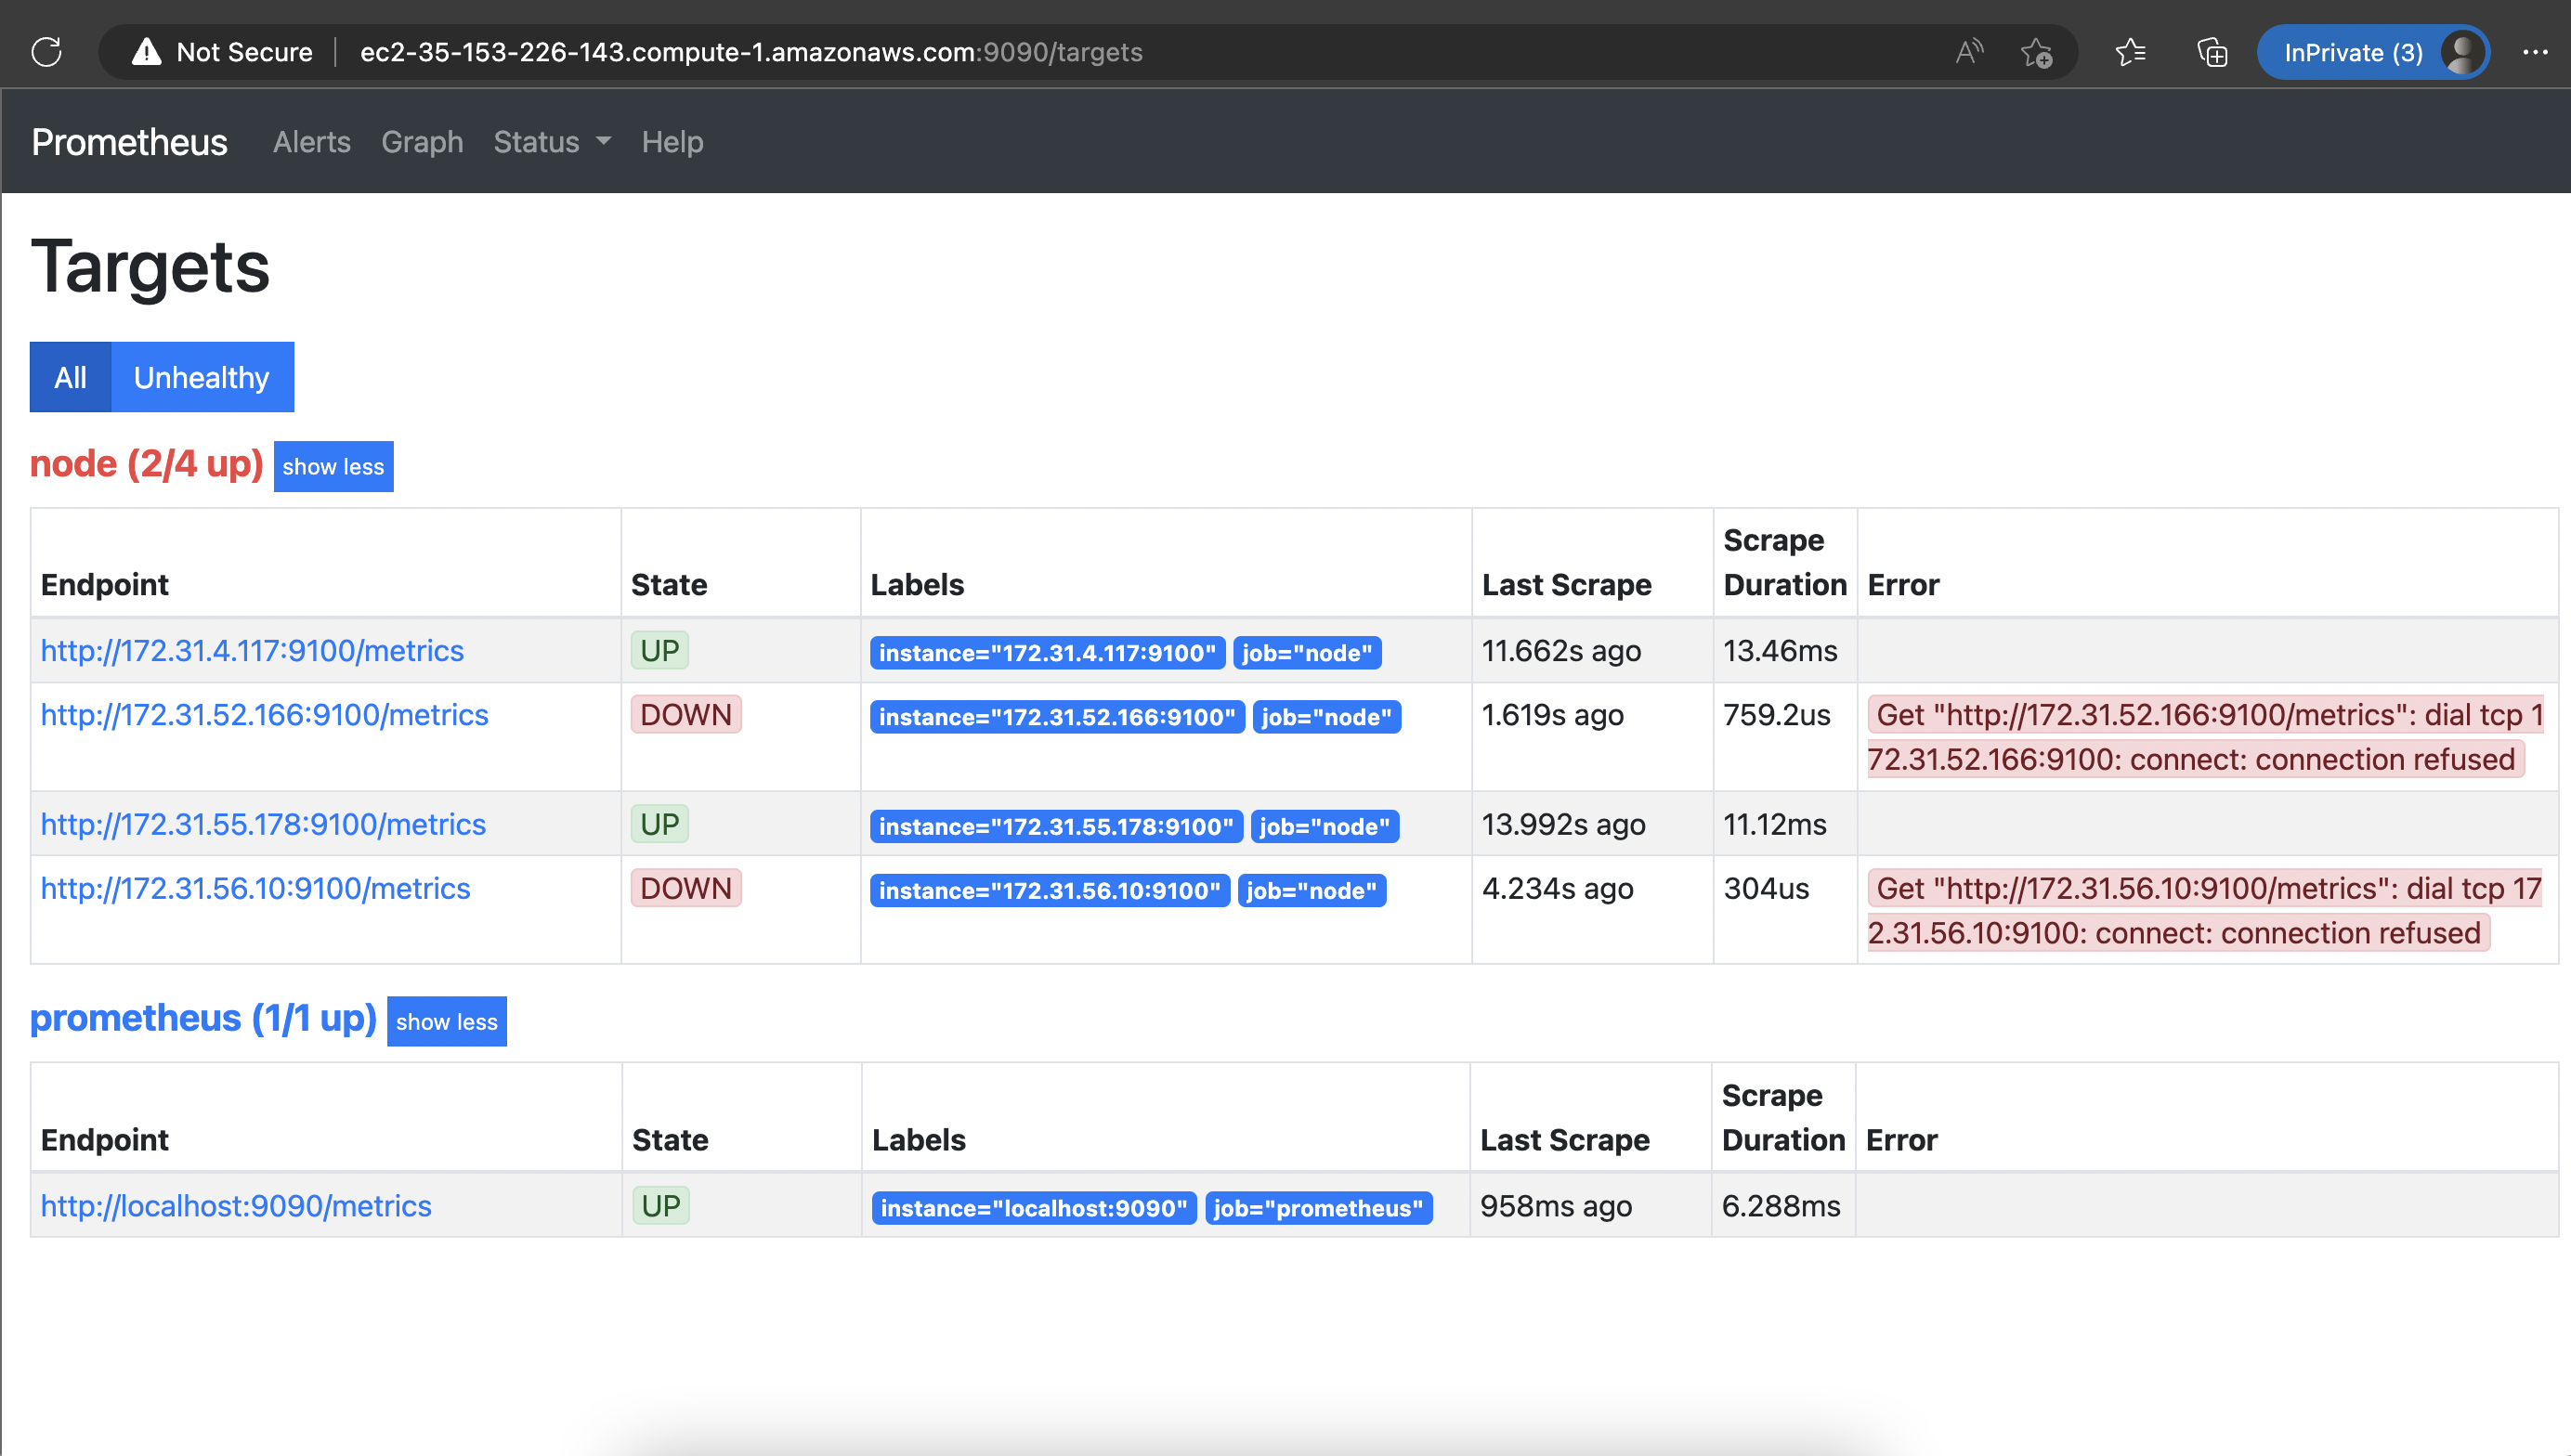 Not Secure ec2-35-153-226-143.compute-1.amazonaws.com:9090/targets InPrivate (3)
Prometheus Alerts Graph Status Help
Targets
All Unhealthy
node (2/4 up) show less
Endpoint State Labels Last Scrape Scrape Duration Error
http://172.31.4.117:9100/metrics UP instance="172.31.4.117:9100" job="node" 11.662s ago 13.46ms
http://172.31.52.166:9100/metrics DOWN instance="172.31.52.166:9100" job="node" 1.619s ago 759.2us Get "http://172.31.52.166:9100/metrics": dial tcp 1
72.31.52.166:9100: connect: connection refused
http://172.31.55.178:9100/metrics UP instance="172.31.55.178:9100" job="node" 13.992s ago 11.12ms
http://172.31.56.10:9100/metrics DOWN instance="172.31.56.10:9100" job="node" 4.234s ago 304us Get "http://172.31.56.10:9100/metrics": dial tcp 17
2.31.56.10:9100: connect: connection refused
prometheus (1/1 up) show less
Endpoint State Labels Last Scrape Scrape Duration Error
http://localhost:9090/metrics UP instance="localhost:9090" job="prometheus" 958ms ago 6.288ms